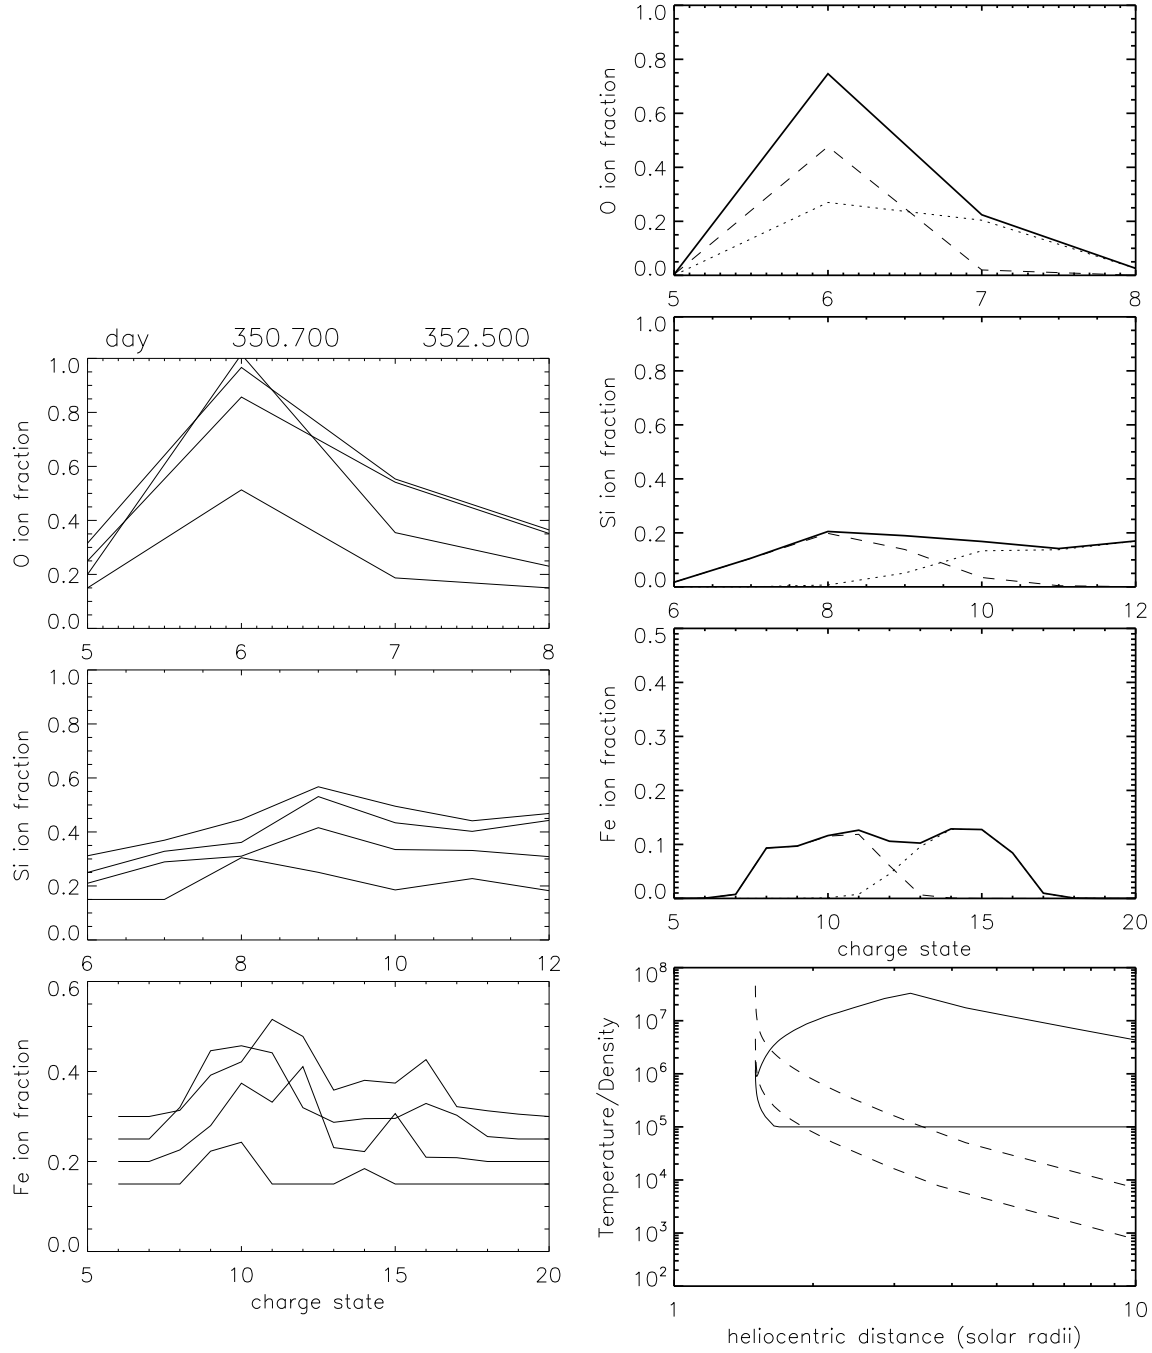 day 350.700 352.500
O ion fraction
1.0
0.8
0.6
0.4
0.2
0.0
5 6 7 8
Si ion fraction
1.0
0.8
0.6
0.4
0.2
0.0
6 8 10 12
Fe ion fraction
0.6
0.4
0.2
0.0
5 10 15 20
charge state
O ion fraction
1.0
0.8
0.6
0.4
0.2
0.0
5 6 7 8
Si ion fraction
1.0
0.8
0.6
0.4
0.2
0.0
6 8 10 12
Fe ion fraction
0.5
0.4
0.3
0.2
0.1
0.0
5 10 15 20
charge state
Temperature/Density
10⁸
10⁷
10⁶
10⁵
10⁴
10³
10²
1 10
heliocentric distance (solar radii)